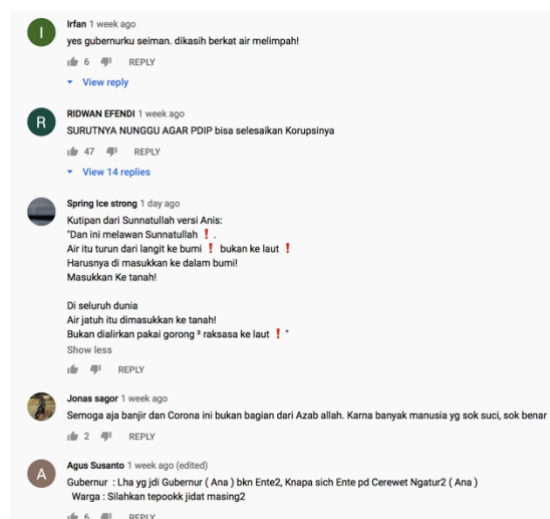 I
Irfan 1 week ago
yes gubernurku seiman. dikasih berkat air melimpah!
6 REPLY
View reply
R
RIDWAN EFENDI 1 week ago
SURUTNYA NUNGGU AGAR PDIP bisa selesaikan Korupsinya
47 REPLY
View 14 replies
Spring Ice strong 1 day ago
Kutipan dari Sunnatullah versi Anis:
"Dan ini melawan Sunnatullah ❗ .
Air itu turun dari langit ke bumi ❗ bukan ke laut ❗
Harusnya di masukkan ke dalam bumi!
Masukkan Ke tanah!
Di seluruh dunia
Air jatuh itu dimasukkan ke tanah!
Bukan dialirkan pakai gorong ² raksasa ke laut ❗ "
Show less
REPLY
Jonas sagor 1 week ago
Semoga aja banjir dan Corona ini bukan bagian dari Azab allah. Karna banyak manusia yg sok suci, sok benar
2 REPLY
A
Agus Susanto 1 week ago (edited)
Gubernur : Lha yg jdi Gubernur ( Ana ) bkn Ente2, Knapa sich Ente pd Cerewet Ngatur2 ( Ana )
Warga : Silahkan tepookk jidat masing2
6 REPLY